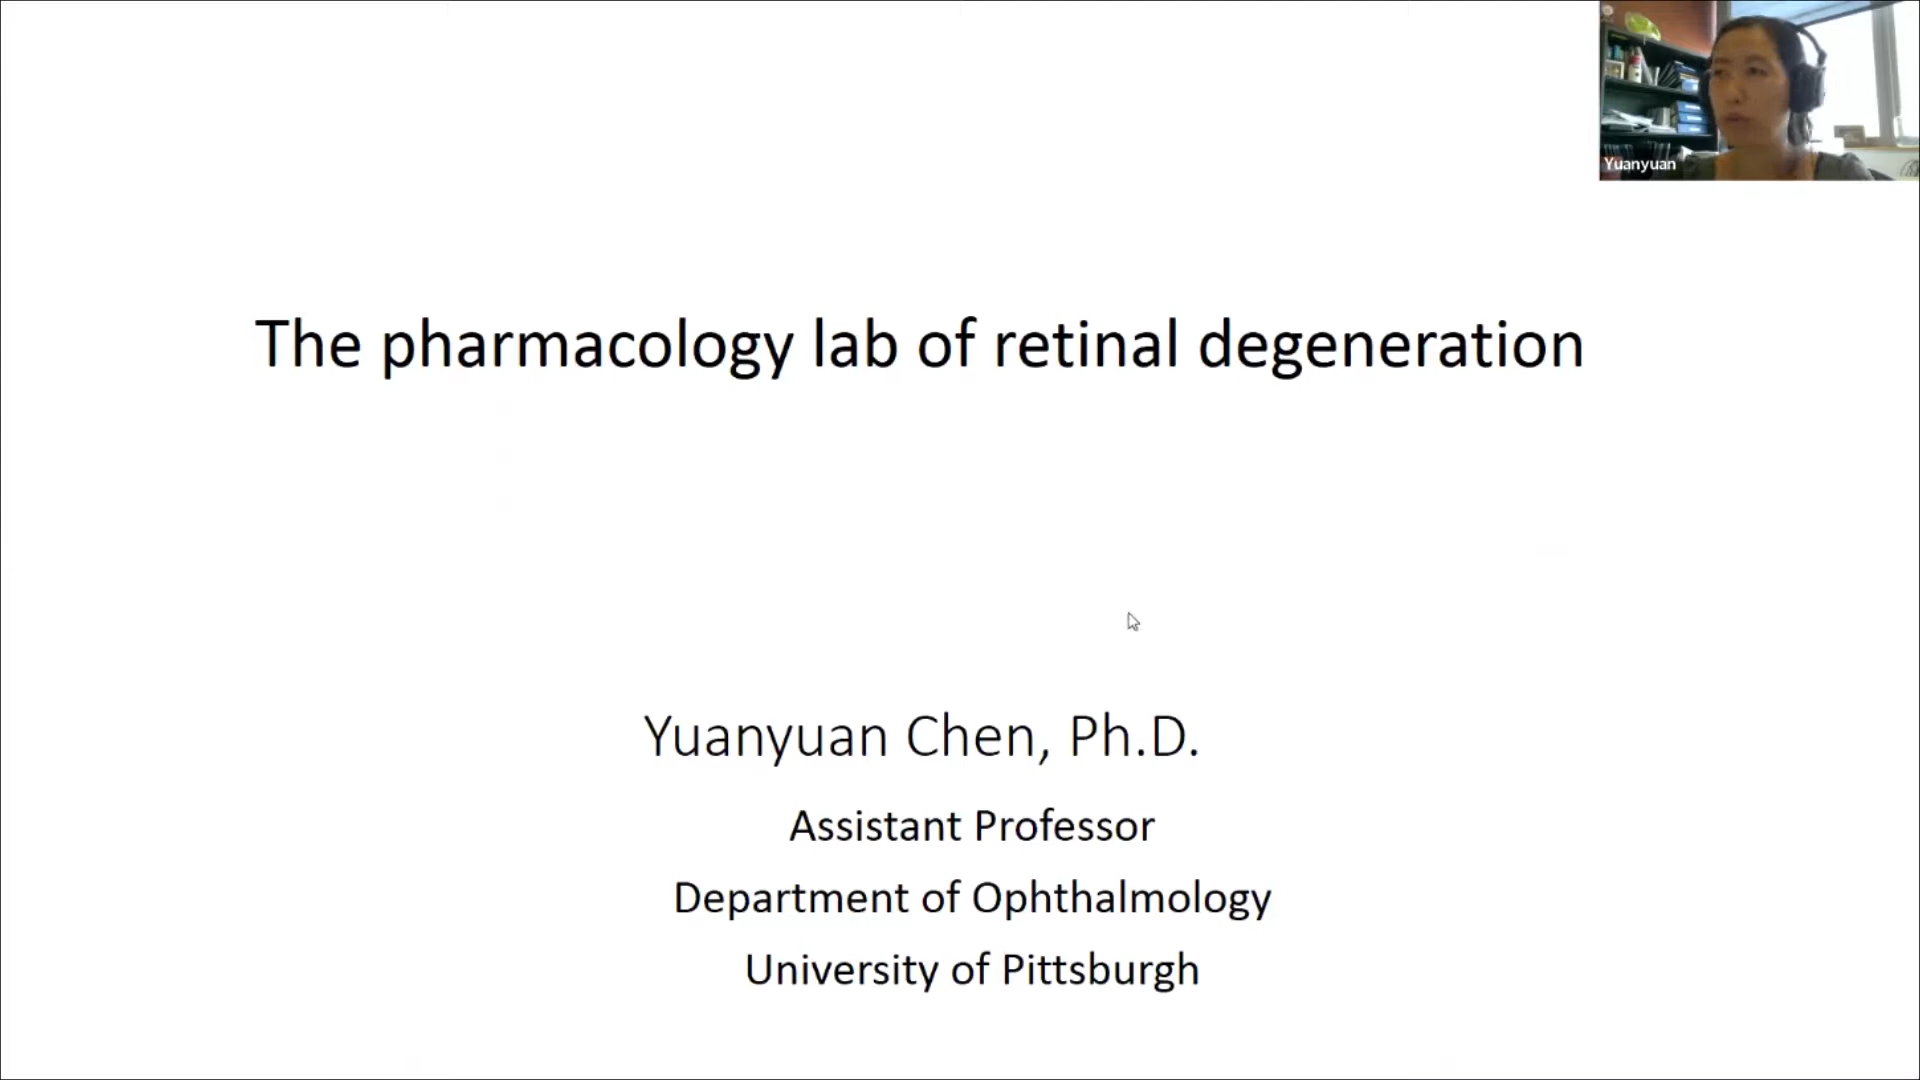 Yuanyuan
The pharmacology lab of retinal degeneration
Yuanyuan Chen, Ph.D.
Assistant Professor
Department of Ophthalmology
University of Pittsburgh